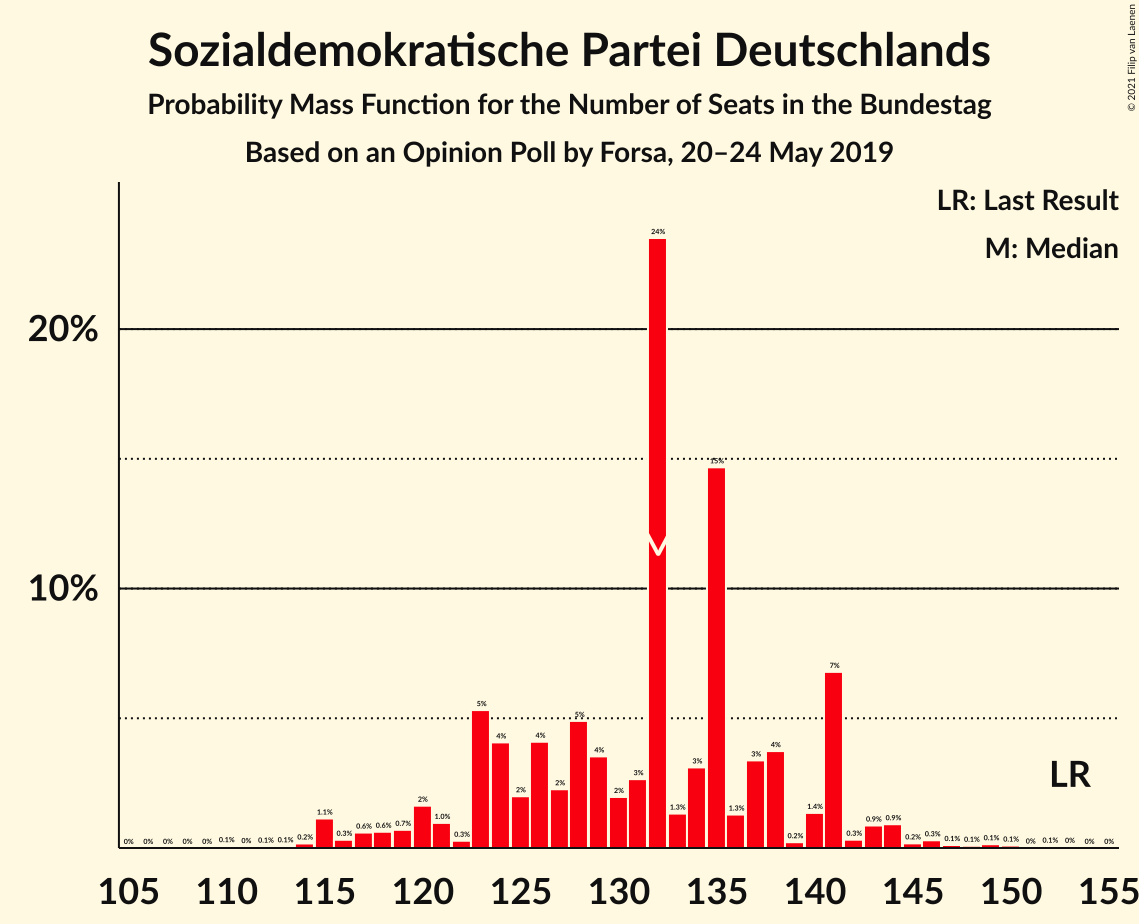 Sozialdemokratische Partei Deutschlands
Probability Mass Function for the Number of Seats in the Bundestag
Based on an Opinion Poll by Forsa, 20–24 May 2019
© 2021 Filip van Laenen
LR: Last Result
M: Median
20%
10%
0% 0% 0% 0% 0% 0.1% 0% 0.1% 0.1% 0.2% 1.1% 0.3% 0.6% 0.6% 0.7% 2% 1.0% 0.3% 5% 4% 2% 4% 2% 5% 4% 2% 3% 24% 1.3% 3% 15% 1.3% 3% 4% 0.2% 1.4% 7% 0.3% 0.9% 0.9% 0.2% 0.3% 0.1% 0.1% 0.1% 0.1% 0% 0.1% 0% 0% 0%
LR
105 110 115 120 125 130 135 140 145 150 155